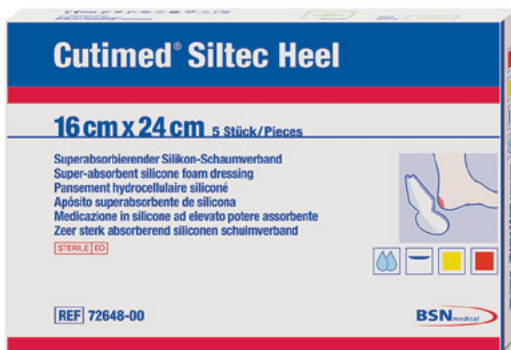 Cutimed® Siltec Heel
16 cm x 24 cm 5 Stück/Pieces
Superabsorbierender Silikon-Schaumverband
Super-absorbent silicone foam dressing
Pansement hydrocellulaire siliconé
Apósito superabsorbente de silicona
Medicazione in silicone ad elevato potere assorbente
Zeer sterk absorberend siliconen schuimverband
STERILE EO
REF 72648-00
BSN medical